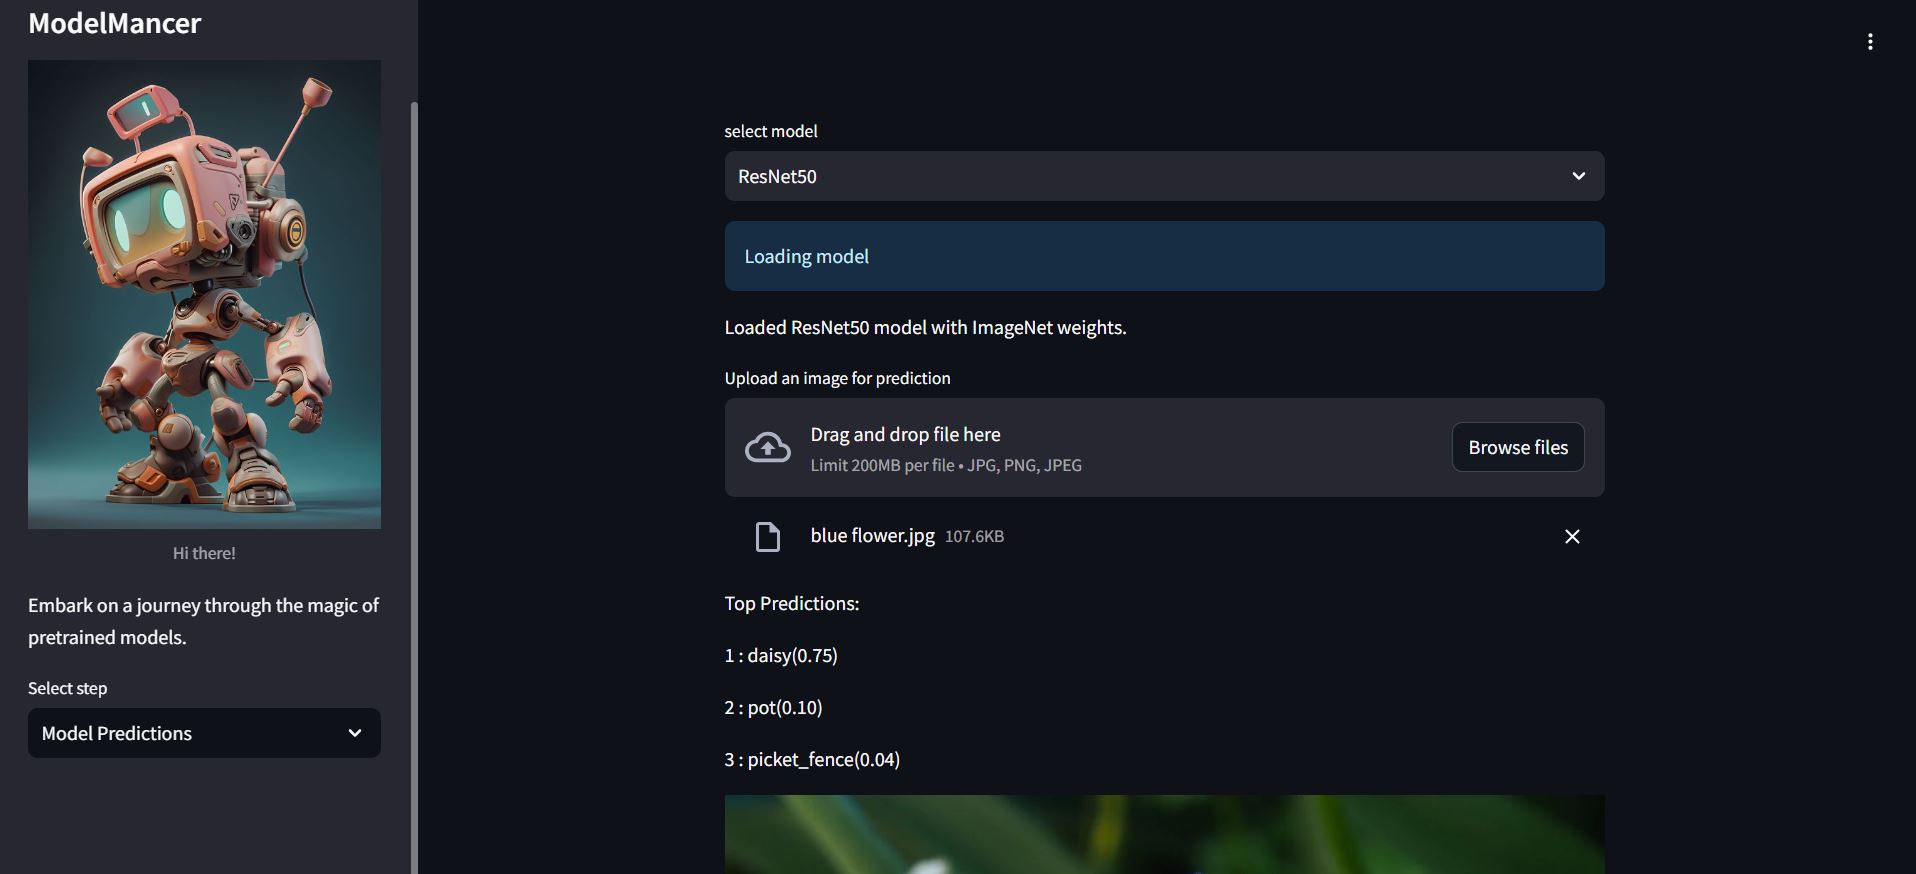 ModelMancer
Hi there!
Embark on a journey through the magic of
pretrained models.
Select step
Model Predictions
select model
ResNet50
Loading model
Loaded ResNet50 model with ImageNet weights.
Upload an image for prediction
Drag and drop file here
Limit 200MB per file • JPG, PNG, JPEG
Browse files
blue flower.jpg 107.6KB
Top Predictions:
1 : daisy(0.75)
2 : pot(0.10)
3 : picket_fence(0.04)